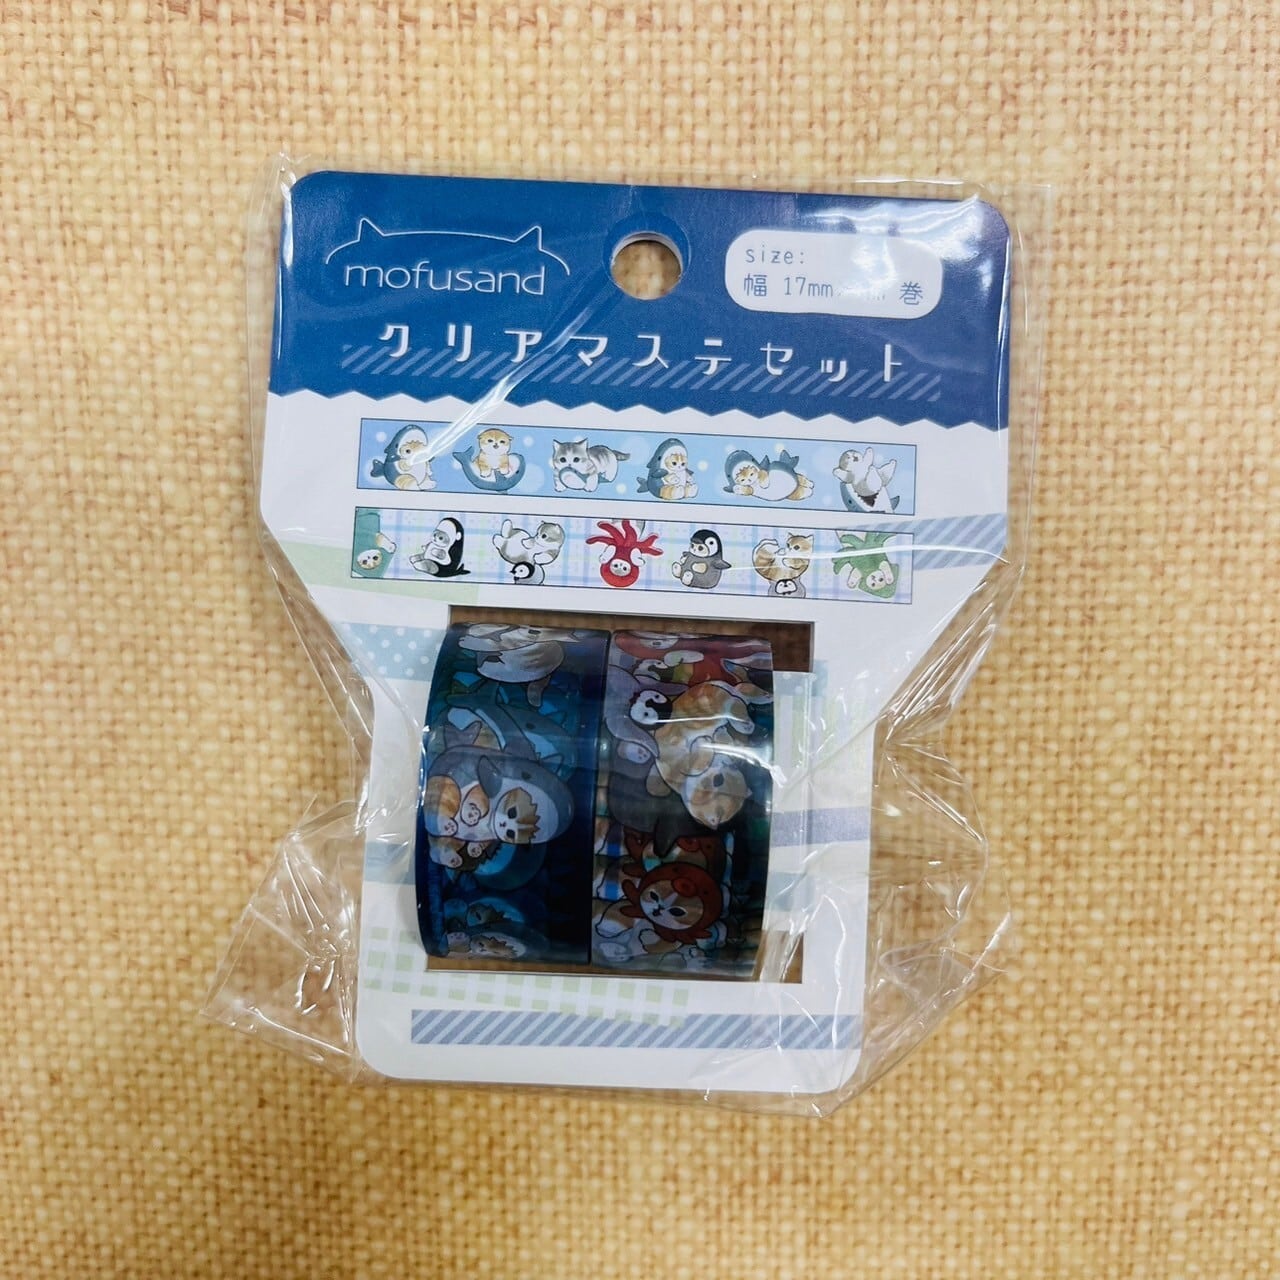 mofusand
size:
幅 17mm 巻
クリアマステセット